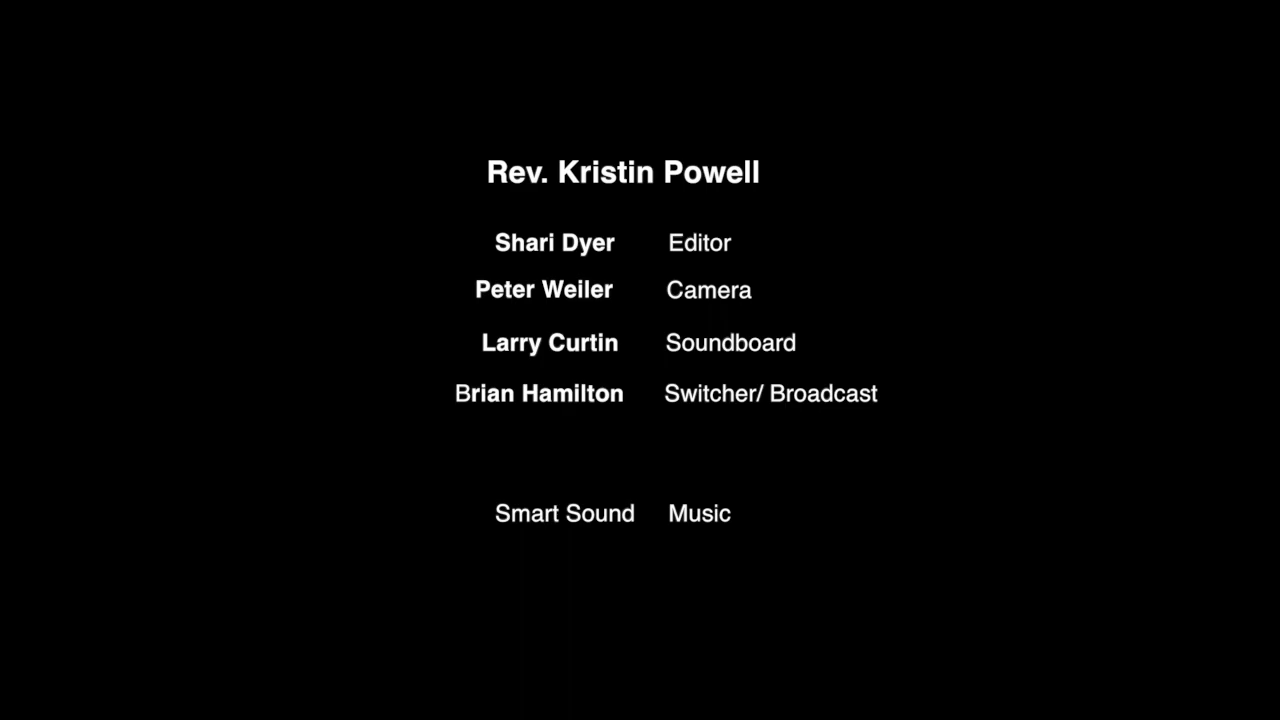 Rev. Kristin Powell
Shari Dyer Editor
Peter Weiler Camera
Larry Curtin Soundboard
Brian Hamilton Switcher/ Broadcast
Smart Sound Music